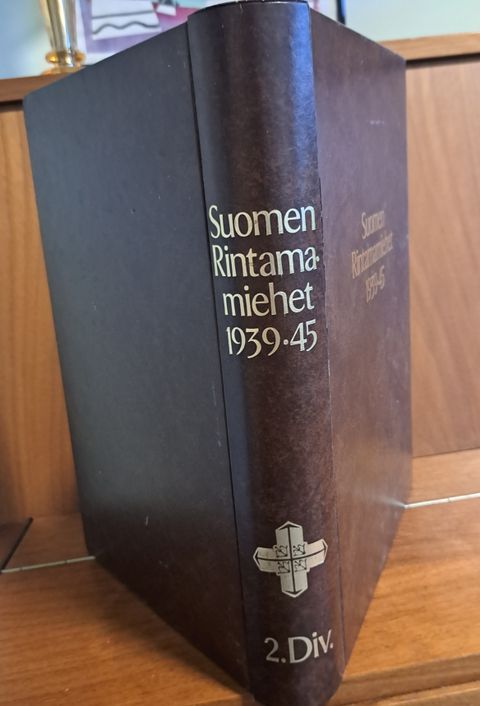 Suomen
Rintama-
miehet
1939·45
2.Div.
Suomen
Rintamamiehet
1939-45